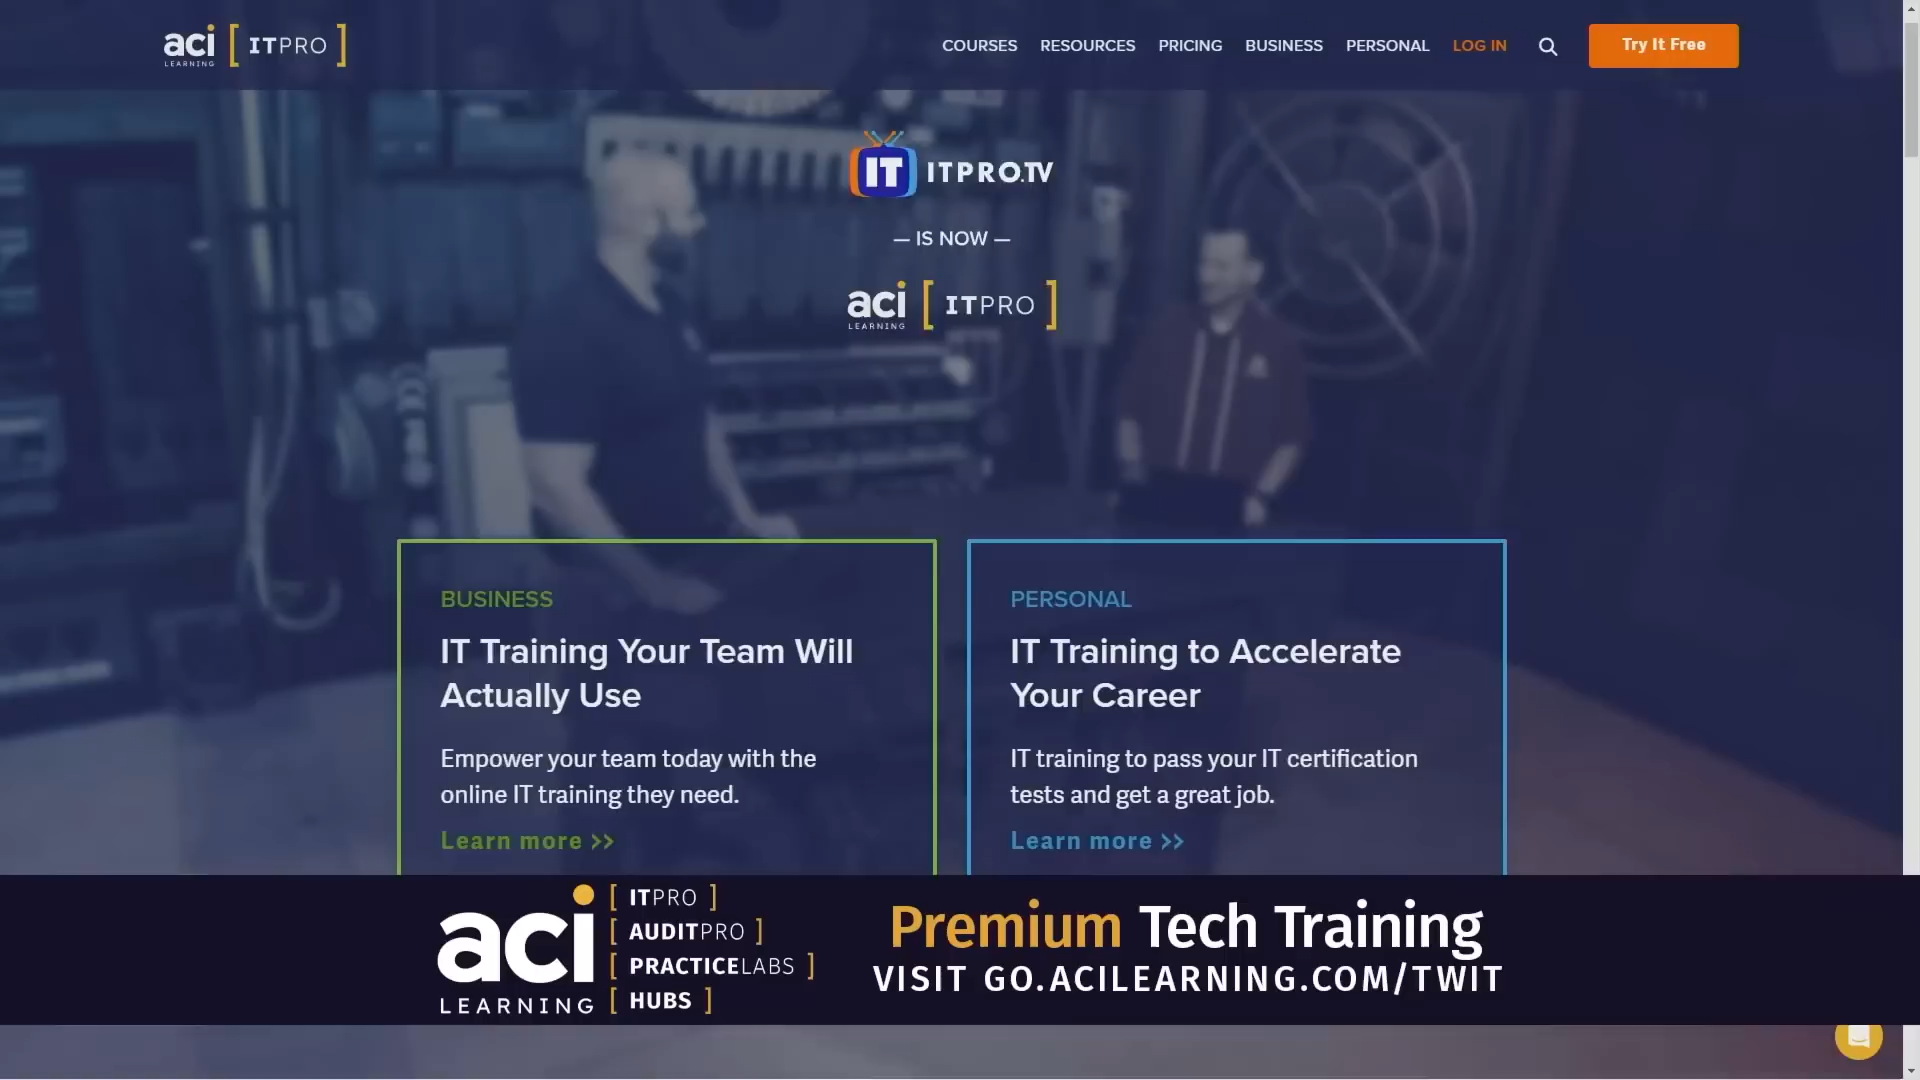 aci LEARNING [ ITPRO ]
COURSES RESOURCES PRICING BUSINESS PERSONAL LOG IN Try It Free
IT ITPRO.TV
— IS NOW —
aci LEARNING [ ITPRO ]
BUSINESS
IT Training Your Team Will
Actually Use
Empower your team today with the
online IT training they need.
Learn more >>
PERSONAL
IT Training to Accelerate
Your Career
IT training to pass your IT certification
tests and get a great job.
Learn more >>
aci
LEARNING
[ ITPRO ]
[ AUDITPRO ]
[ PRACTICELABS ]
[ HUBS ]
Premium Tech Training
VISIT GO.ACILEARNING.COM/TWIT